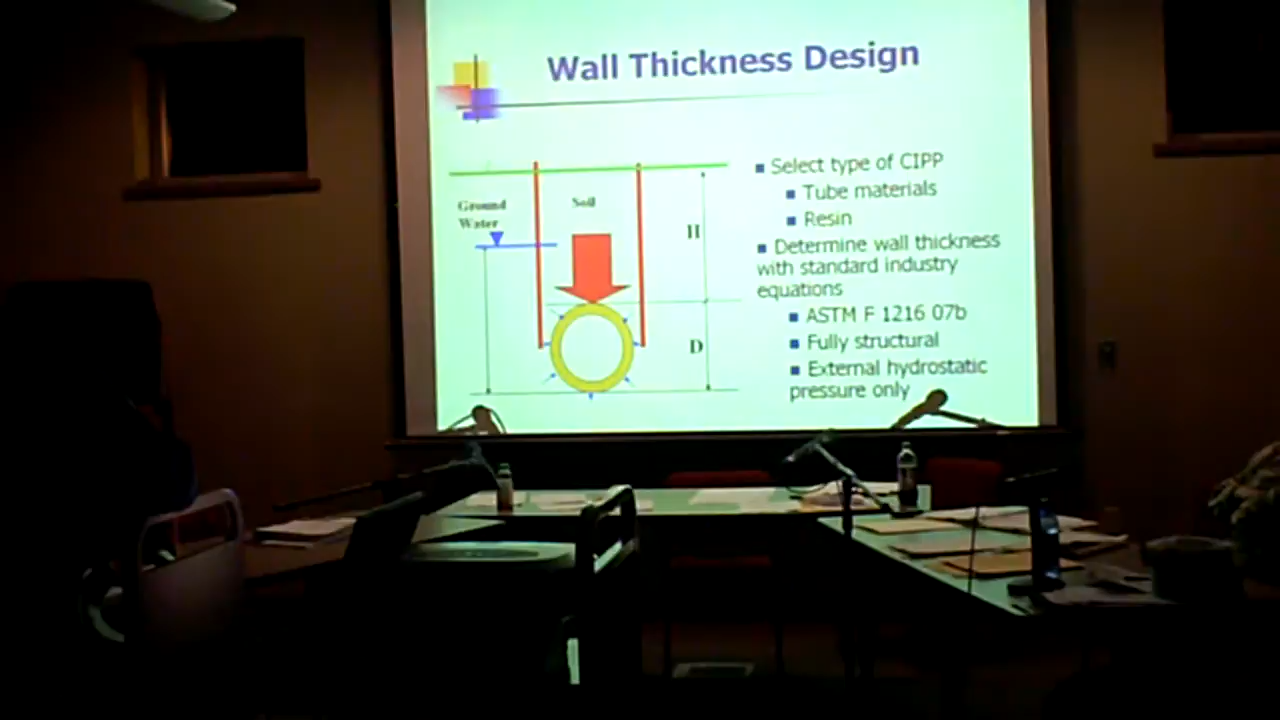 Wall Thickness Design
Ground
Water
Soil
H
D
Select type of CIPP
Tube materials
Resin
Determine wall thickness
with standard industry
equations
ASTM F 1216 07b
Fully structural
External hydrostatic
pressure only